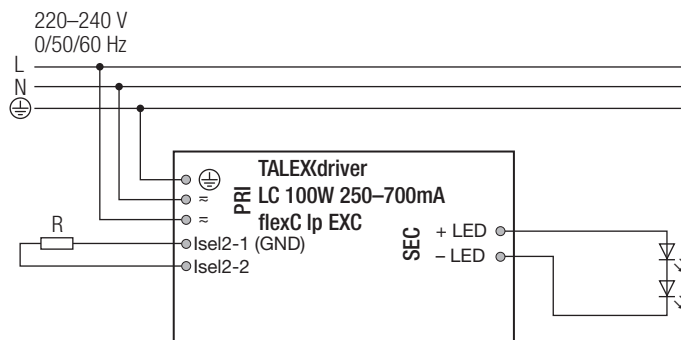 220–240 V
0/50/60 Hz
L
N
TALEXXdriver
LC 100W 250–700mA
flexC lp EXC
PRI
≂
≂
R
Isel2-1 (GND)
Isel2-2
SEC
+ LED
– LED